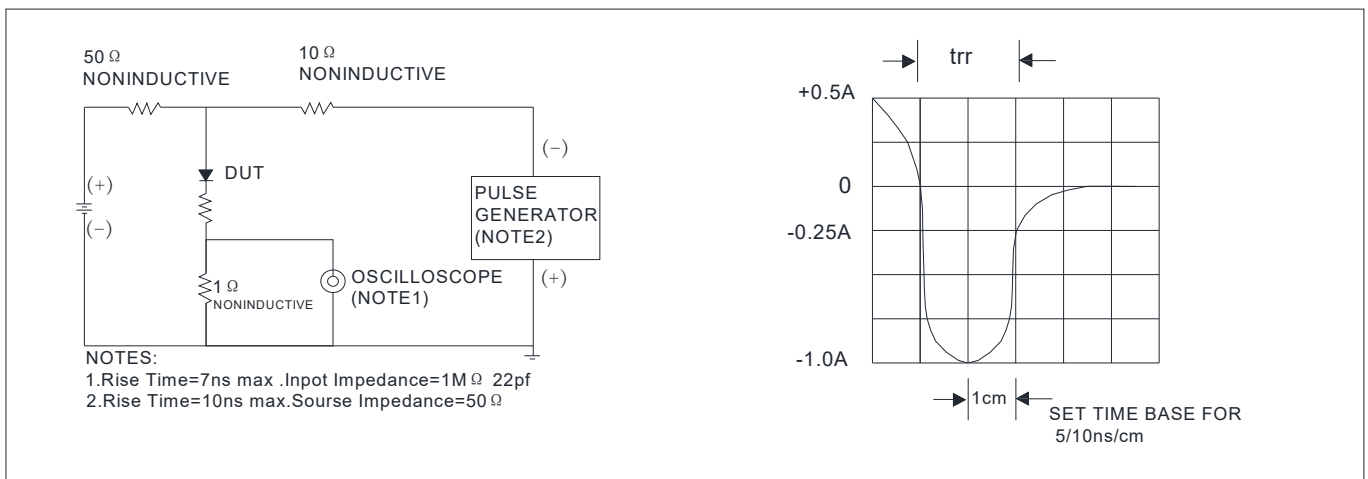 50 Ω
NONINDUCTIVE
10 Ω
NONINDUCTIVE
(+)
(-)
DUT
1 Ω
NONINDUCTIVE
OSCILLOSCOPE
(NOTE1)
(-)
PULSE
GENERATOR
(NOTE2)
(+)
NOTES:
1.Rise Time=7ns max .Inpot Impedance=1M Ω 22pf
2.Rise Time=10ns max.Sourse Impedance=50 Ω
trr
+0.5A
0
-0.25A
-1.0A
1cm
SET TIME BASE FOR
5/10ns/cm